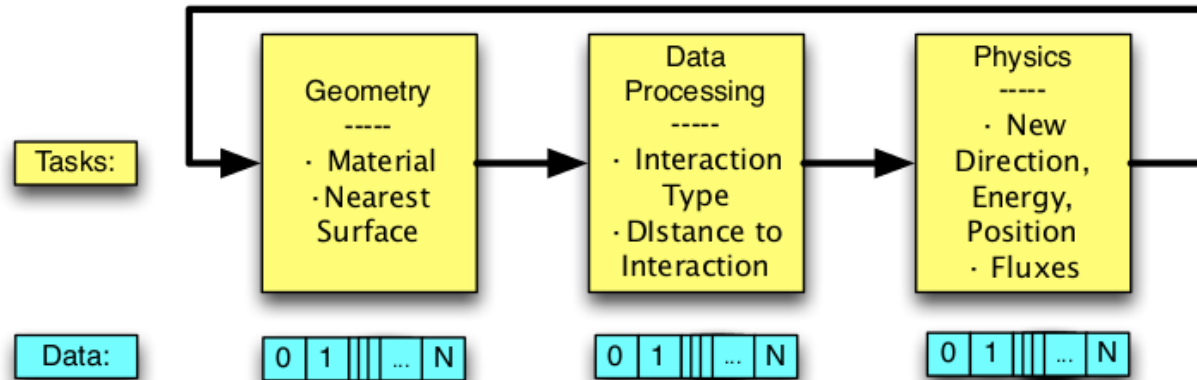 Tasks:
Geometry
-----
· Material
·Nearest
Surface
Data
Processing
-----
· Interaction
Type
· DIstance to
Interaction
Physics
-----
· New
Direction,
Energy,
Position
· Fluxes
Data:
0 1 ... N
0 1 ... N
0 1 ... N